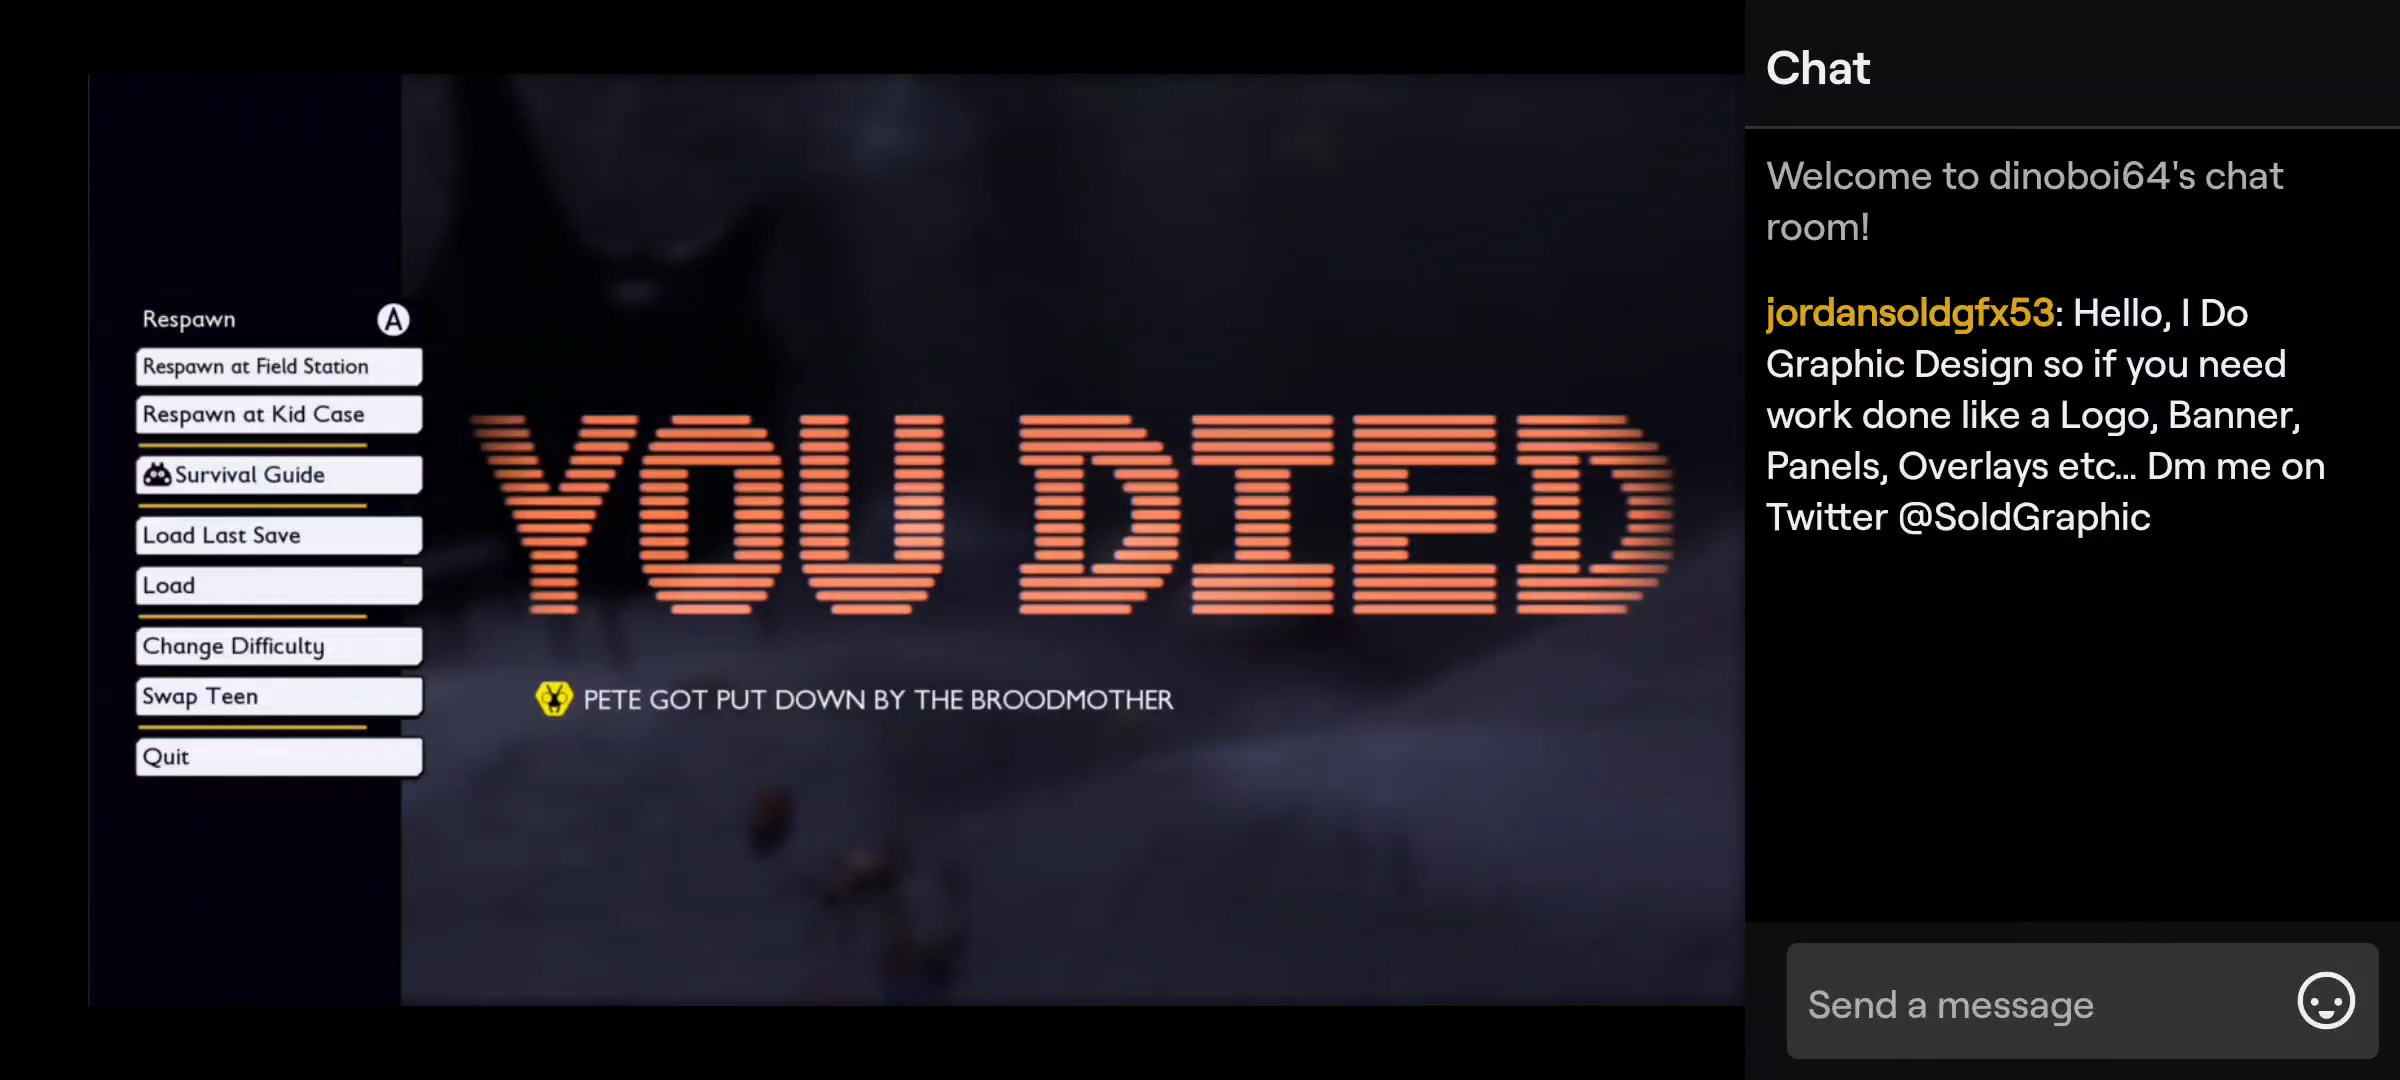 Respawn A
Respawn at Field Station
Respawn at Kid Case
Survival Guide
Load Last Save
Load
Change Difficulty
Swap Teen
Quit
YOU DIED
PETE GOT PUT DOWN BY THE BROODMOTHER
Chat
Welcome to dinoboi64's chat
room!
jordansoldgfx53: Hello, I Do
Graphic Design so if you need
work done like a Logo, Banner,
Panels, Overlays etc... Dm me on
Twitter @SoldGraphic
Send a message